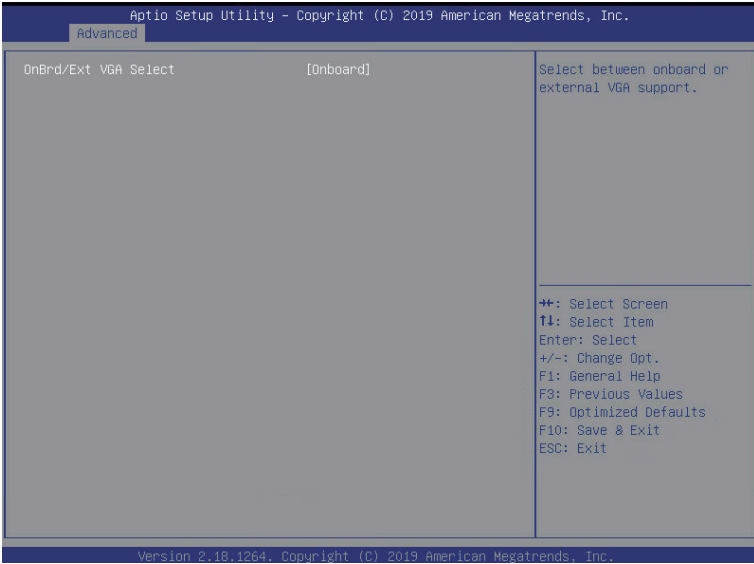 Aptio Setup Utility – Copyright (C) 2019 American Megatrends, Inc.
Advanced
OnBrd/Ext VGA Select [Onboard]
Select between onboard or
external VGA support.
→←: Select Screen
↑↓: Select Item
Enter: Select
+/-: Change Opt.
F1: General Help
F3: Previous Values
F9: Optimized Defaults
F10: Save & Exit
ESC: Exit
Version 2.18.1264. Copyright (C) 2019 American Megatrends, Inc.